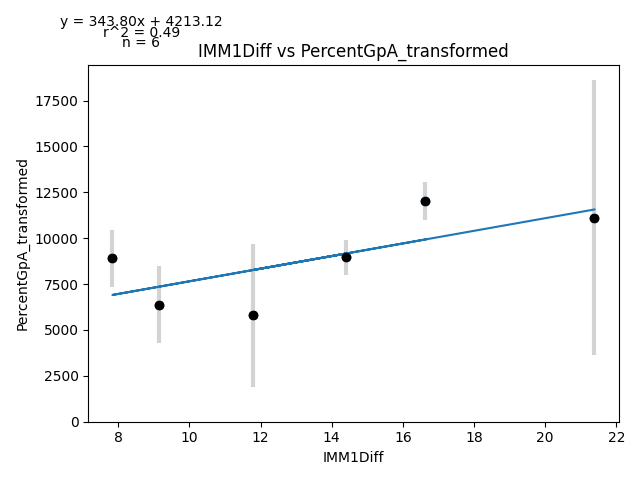 y = 343.80x + 4213.12
r^2 = 0.49
n = 6
IMM1Diff vs PercentGpA_transformed
PercentGpA_transformed
17500
15000
12500
10000
7500
5000
2500
0
8 10 12 14 16 18 20 22
IMM1Diff